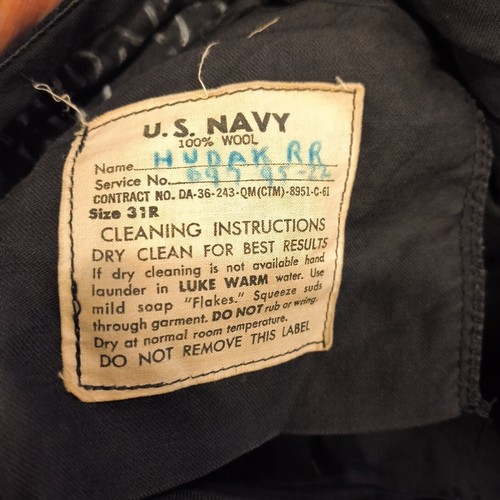 U.S. NAVY
100% WOOL
Name HUDAK RR
Service No.
CONTRACT NO. DA-36-243-QM(CTM)-8951-C-61
Size 31R
CLEANING INSTRUCTIONS
DRY CLEAN FOR BEST RESULTS
If dry cleaning is not available hand
launder in LUKE WARM water. Use
mild soap "Flakes." Squeeze suds
through garment. DO NOT rub or wring.
Dry at normal room temperature.
DO NOT REMOVE THIS LABEL